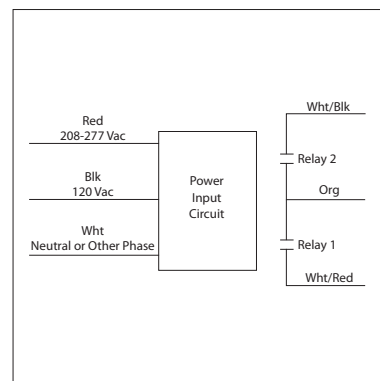 Red
208-277 Vac
Blk
120 Vac
Wht
Neutral or Other Phase
Power
Input
Circuit
Wht/Blk
Relay 2
Org
Relay 1
Wht/Red